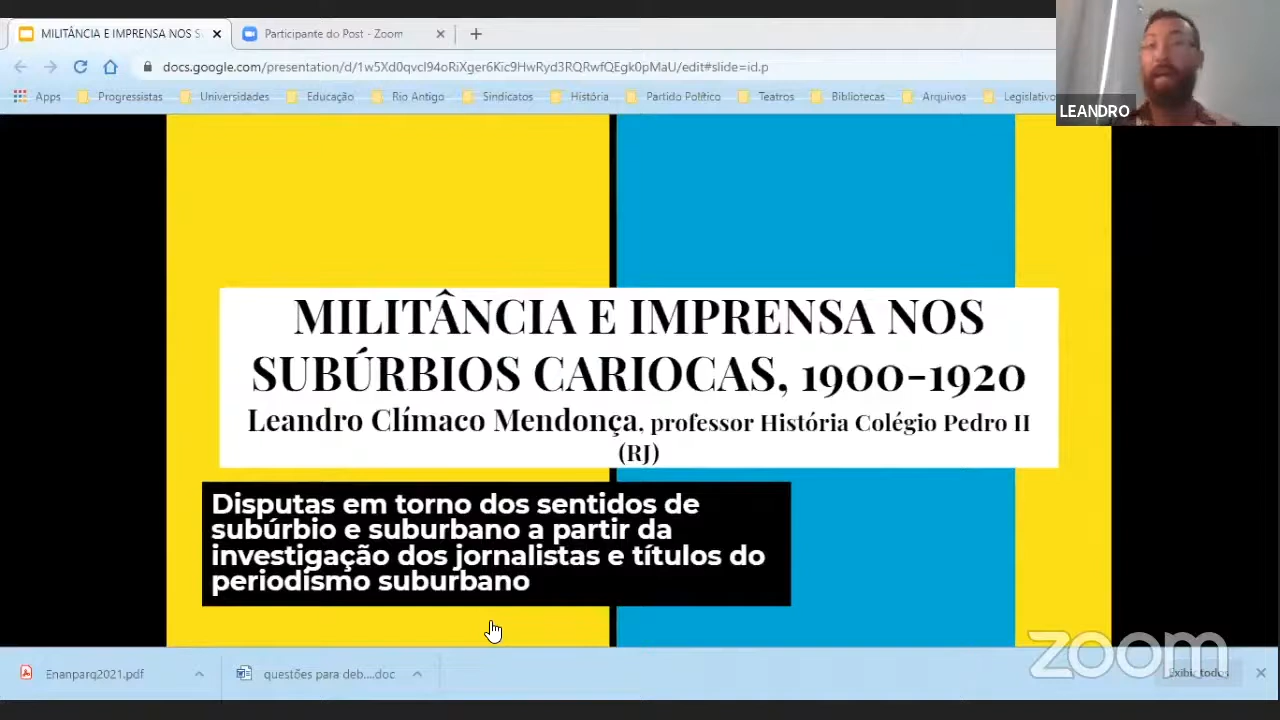 MILITÂNCIA E IMPRENSA NOS S
Participante do Post - Zoom
docs.google.com/presentation/d/1w5Xd0qvcl94oRiXger6Kic9HwRyd3RQRwfQEgk0pMaU/edit#slide=id.p
Apps Progressistas Universidades Educação Rio Antigo Sindicatos História Partido Político Teatros Bibliotecas Arquivos Legislativo
LEANDRO
MILITÂNCIA E IMPRENSA NOS
SUBÚRBIOS CARIOCAS, 1900-1920
Leandro Clímaco Mendonça, professor História Colégio Pedro II
(RJ)
Disputas em torno dos sentidos de
subúrbio e suburbano a partir da
investigação dos jornalistas e títulos do
periodismo suburbano
zoom
Enanparq2021.pdf
questões para deb....doc
Exibir todos